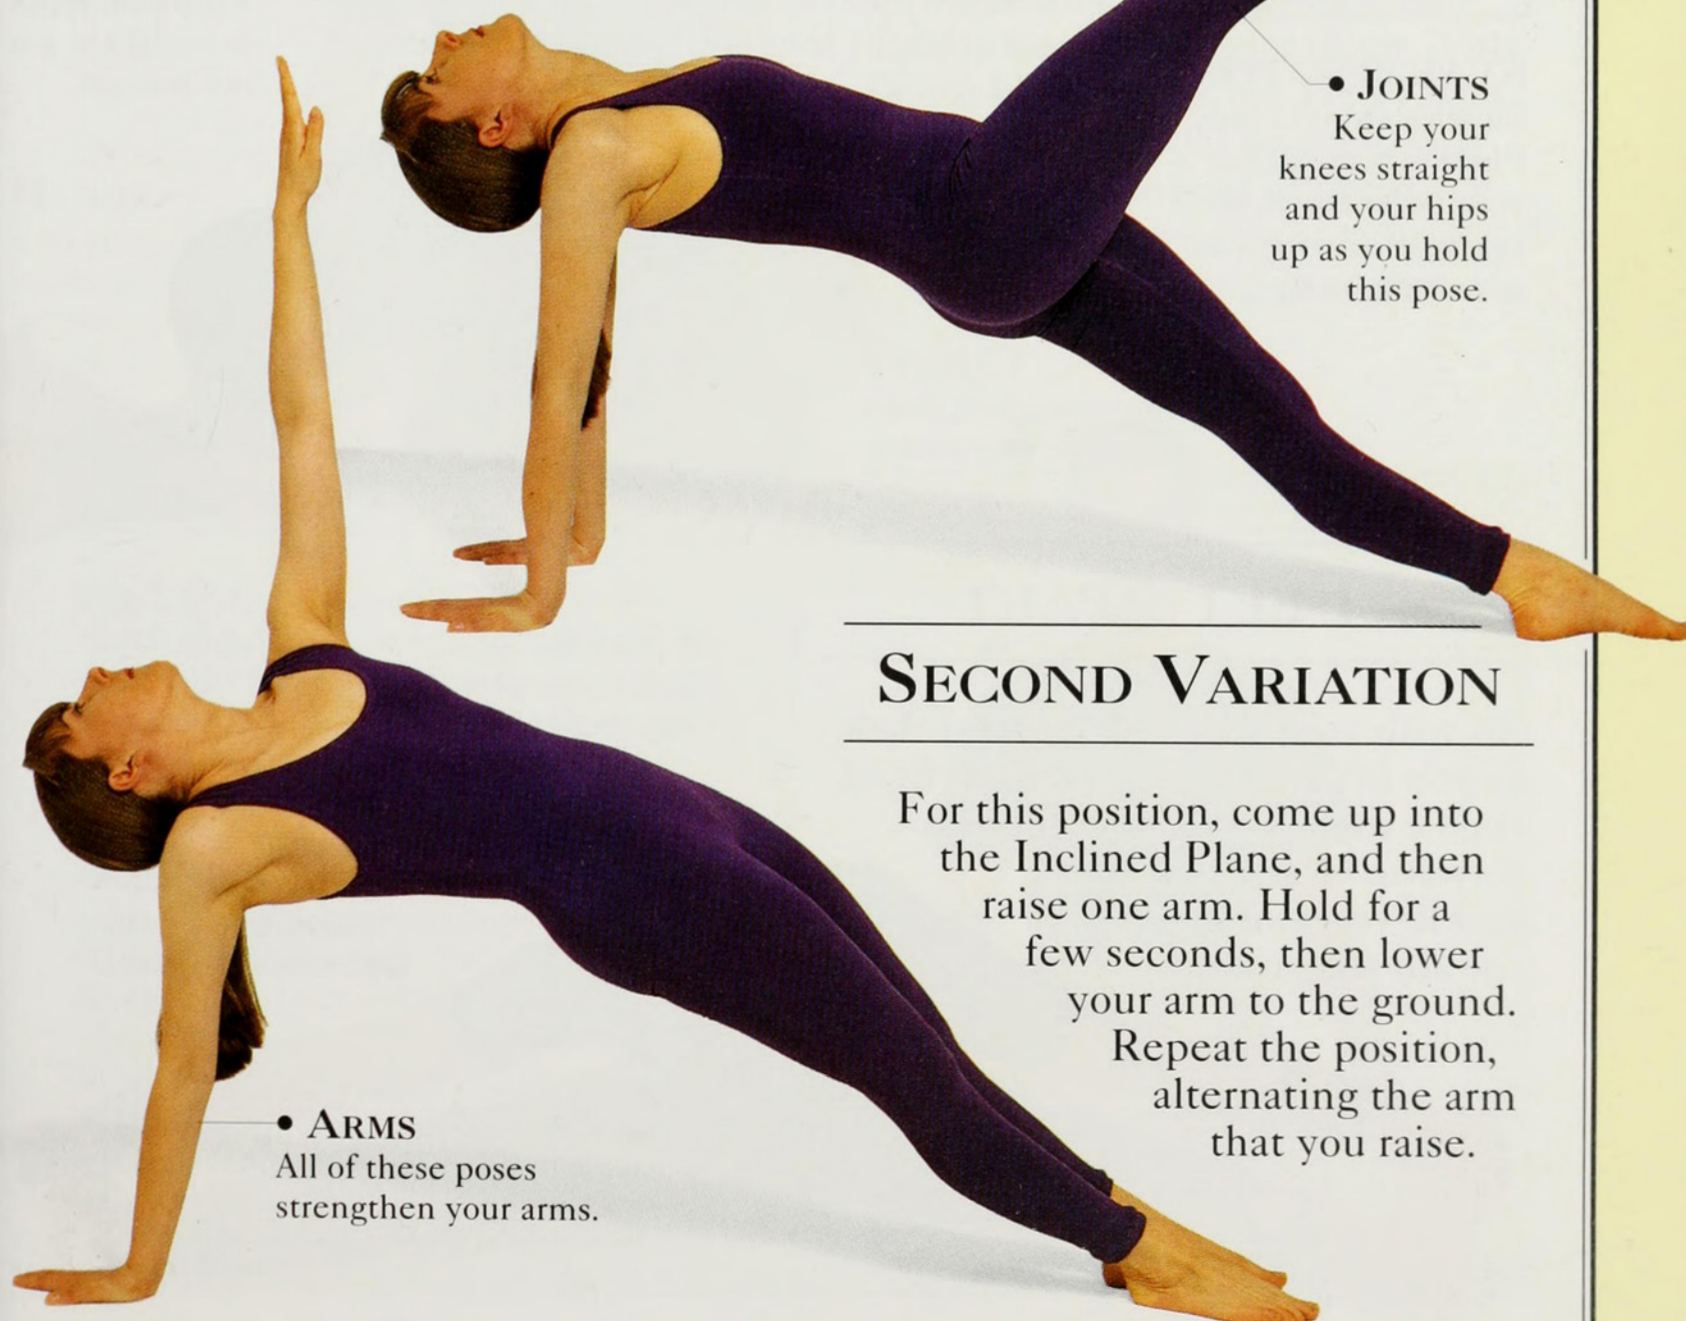 • JOINTS
Keep your
knees straight
and your hips
up as you hold
this pose.
SECOND VARIATION
For this position, come up into
the Inclined Plane, and then
raise one arm. Hold for a
few seconds, then lower
your arm to the ground.
Repeat the position,
alternating the arm
that you raise.
• ARMS
All of these poses
strengthen your arms.